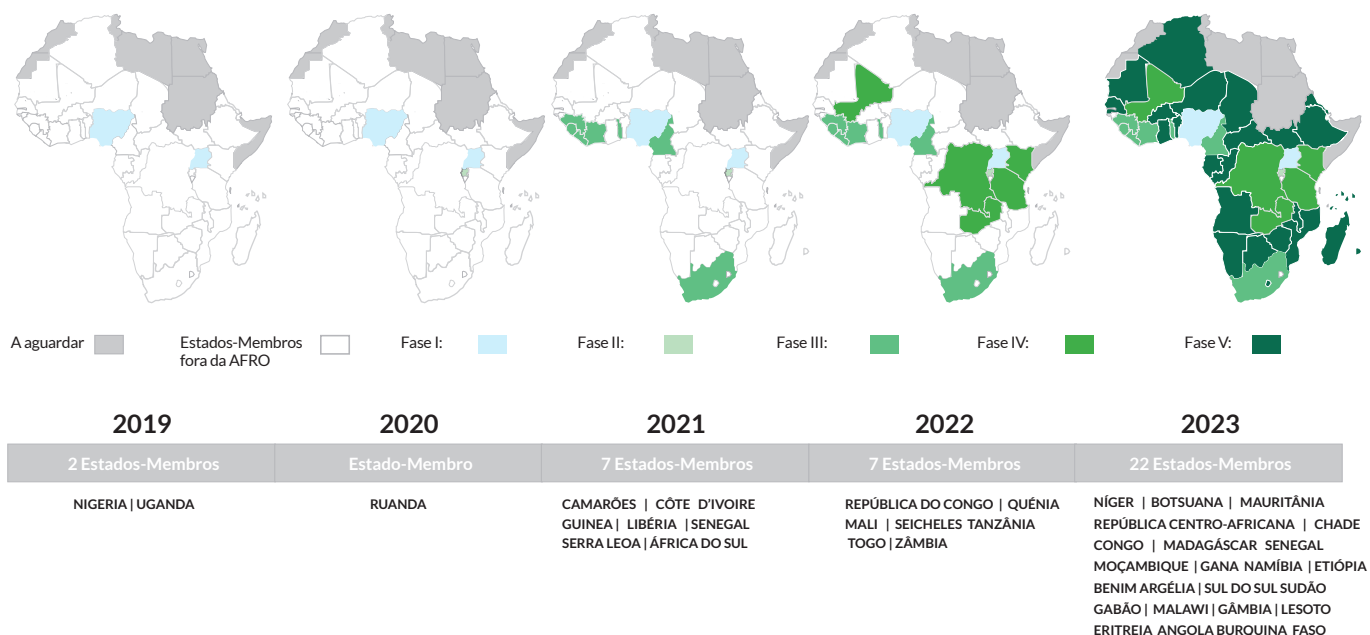 A aguardar
Estados-Membros
fora da AFRO
Fase I:
Fase II:
Fase III:
Fase IV:
Fase V:
2019
2 Estados-Membros
NIGERIA | UGANDA
2020
Estado-Membro
RUANDA
2021
7 Estados-Membros
CAMARÕES | CÔTE D'IVOIRE
GUINEA | LIBÉRIA | SENEGAL
SERRA LEOA | ÁFRICA DO SUL
2022
7 Estados-Membros
REPÚBLICA DO CONGO | QUÉNIA
MALI | SEICHELES TANZÂNIA
TOGO | ZÂMBIA
2023
22 Estados-Membros
NÍGER | BOTSUANA | MAURITÂNIA
REPÚBLICA CENTRO-AFRICANA | CHADE
CONGO | MADAGÁSCAR SENEGAL
MOÇAMBIQUE | GANA NAMÍBIA | ETIÓPIA
BENIM ARGÉLIA | SUL DO SUL SUDÃO
GABÃO | MALAWI | GÂMBIA | LESOTO
ERITREIA ANGOLA BURQUINA FASO